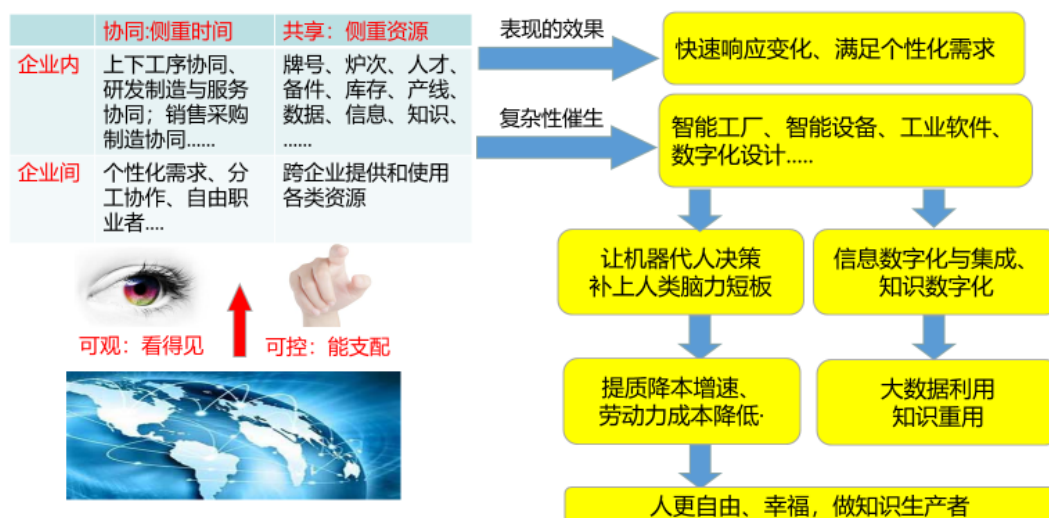 协同:侧重时间
共享：侧重资源
企业内
上下工序协同、
研发制造与服务
协同；销售采购
制造协同......
牌号、炉次、人才、
备件、库存、产线、
数据、信息、知识、
......
企业间
个性化需求、分
工协作、自由职
业者....
跨企业提供和使用
各类资源
可观：看得见
可控：能支配
表现的效果
快速响应变化、满足个性化需求
复杂性催生
智能工厂、智能设备、工业软件、
数字化设计.....
让机器代人决策
补上人类脑力短板
信息数字化与集成、
知识数字化
提质降本增速、
劳动力成本降低·
大数据利用
知识重用
人更自由、幸福，做知识生产者